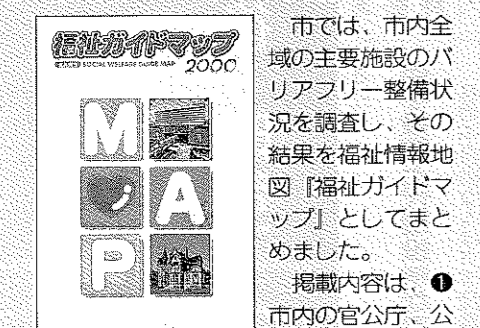 福祉ガイドマップ
SOCIAL WELFARE GUIDE MAP
2000
M
A
P
市では、市内全
域の主要施設のバ
リアフリー整備状
況を調査し、その
結果を福祉情報地
図『福祉ガイドマ
ップ』としてまと
めました。
掲載内容は、❶
市内の官公庁、公